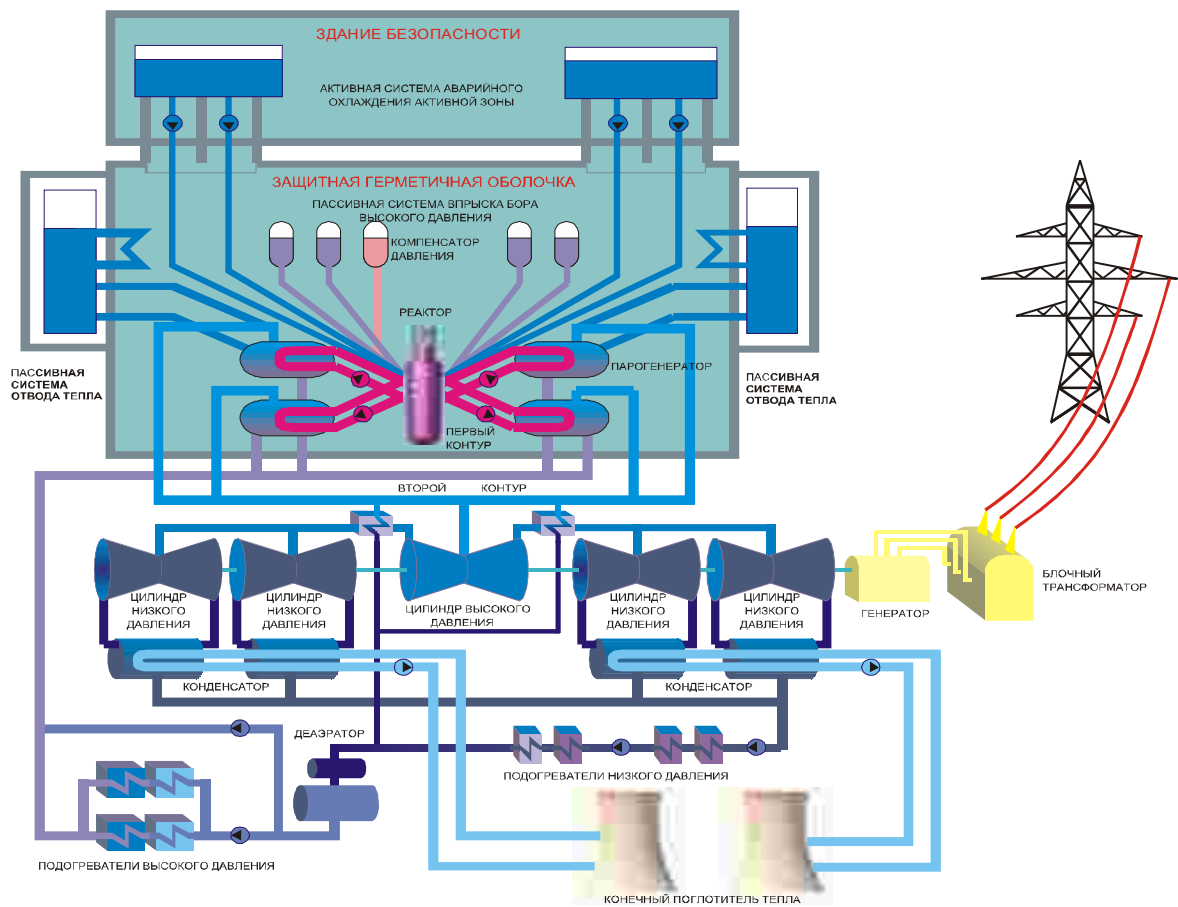 ЗДАНИЕ БЕЗОПАСНОСТИ
АКТИВНАЯ СИСТЕМА АВАРИЙНОГО
ОХЛАЖДЕНИЯ АКТИВНОЙ ЗОНЫ
ЗАЩИТНАЯ ГЕРМЕТИЧНАЯ ОБОЛОЧКА
ПАССИВНАЯ СИСТЕМА ВПРЫСКА БОРА
ВЫСОКОГО ДАВЛЕНИЯ
КОМПЕНСАТОР
ДАВЛЕНИЯ
РЕАКТОР
ПАРОГЕНЕРАТОР
ПАССИВНАЯ
СИСТЕМА
ОТВОДА ТЕПЛА
ПАССИВНАЯ
СИСТЕМА
ОТВОДА ТЕПЛА
ПЕРВЫЙ
КОНТУР
ВТОРОЙ КОНТУР
БЛОЧНЫЙ
ТРАНСФОРМАТОР
ГЕНЕРАТОР
ЦИЛИНДР
НИЗКОГО
ДАВЛЕНИЯ
ЦИЛИНДР
НИЗКОГО
ДАВЛЕНИЯ
ЦИЛИНДР ВЫСОКОГО
ДАВЛЕНИЯ
ЦИЛИНДР
НИЗКОГО
ДАВЛЕНИЯ
ЦИЛИНДР
НИЗКОГО
ДАВЛЕНИЯ
КОНДЕНСАТОР
КОНДЕНСАТОР
ДЕАЭРАТОР
ПОДОГРЕВАТЕЛИ НИЗКОГО ДАВЛЕНИЯ
ПОДОГРЕВАТЕЛИ ВЫСОКОГО ДАВЛЕНИЯ
КОНЕЧНЫЙ ПОГЛОТИТЕЛЬ ТЕПЛА